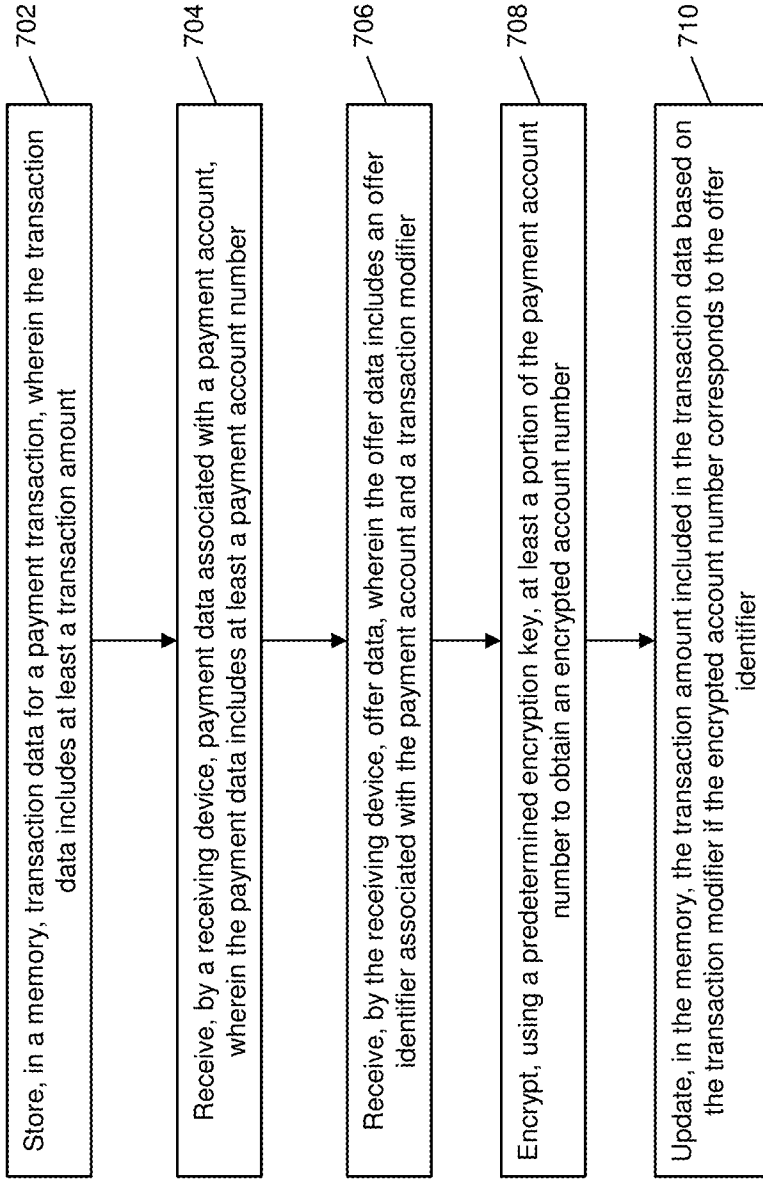 702
Store, in a memory, transaction data for a payment transaction, wherein the transaction
data includes at least a transaction amount
704
Receive, by a receiving device, payment data associated with a payment account,
wherein the payment data includes at least a payment account number
706
Receive, by the receiving device, offer data, wherein the offer data includes an offer
identifier associated with the payment account and a transaction modifier
708
Encrypt, using a predetermined encryption key, at least a portion of the payment account
number to obtain an encrypted account number
710
Update, in the memory, the transaction amount included in the transaction data based on
the transaction modifier if the encrypted account number corresponds to the offer
identifier